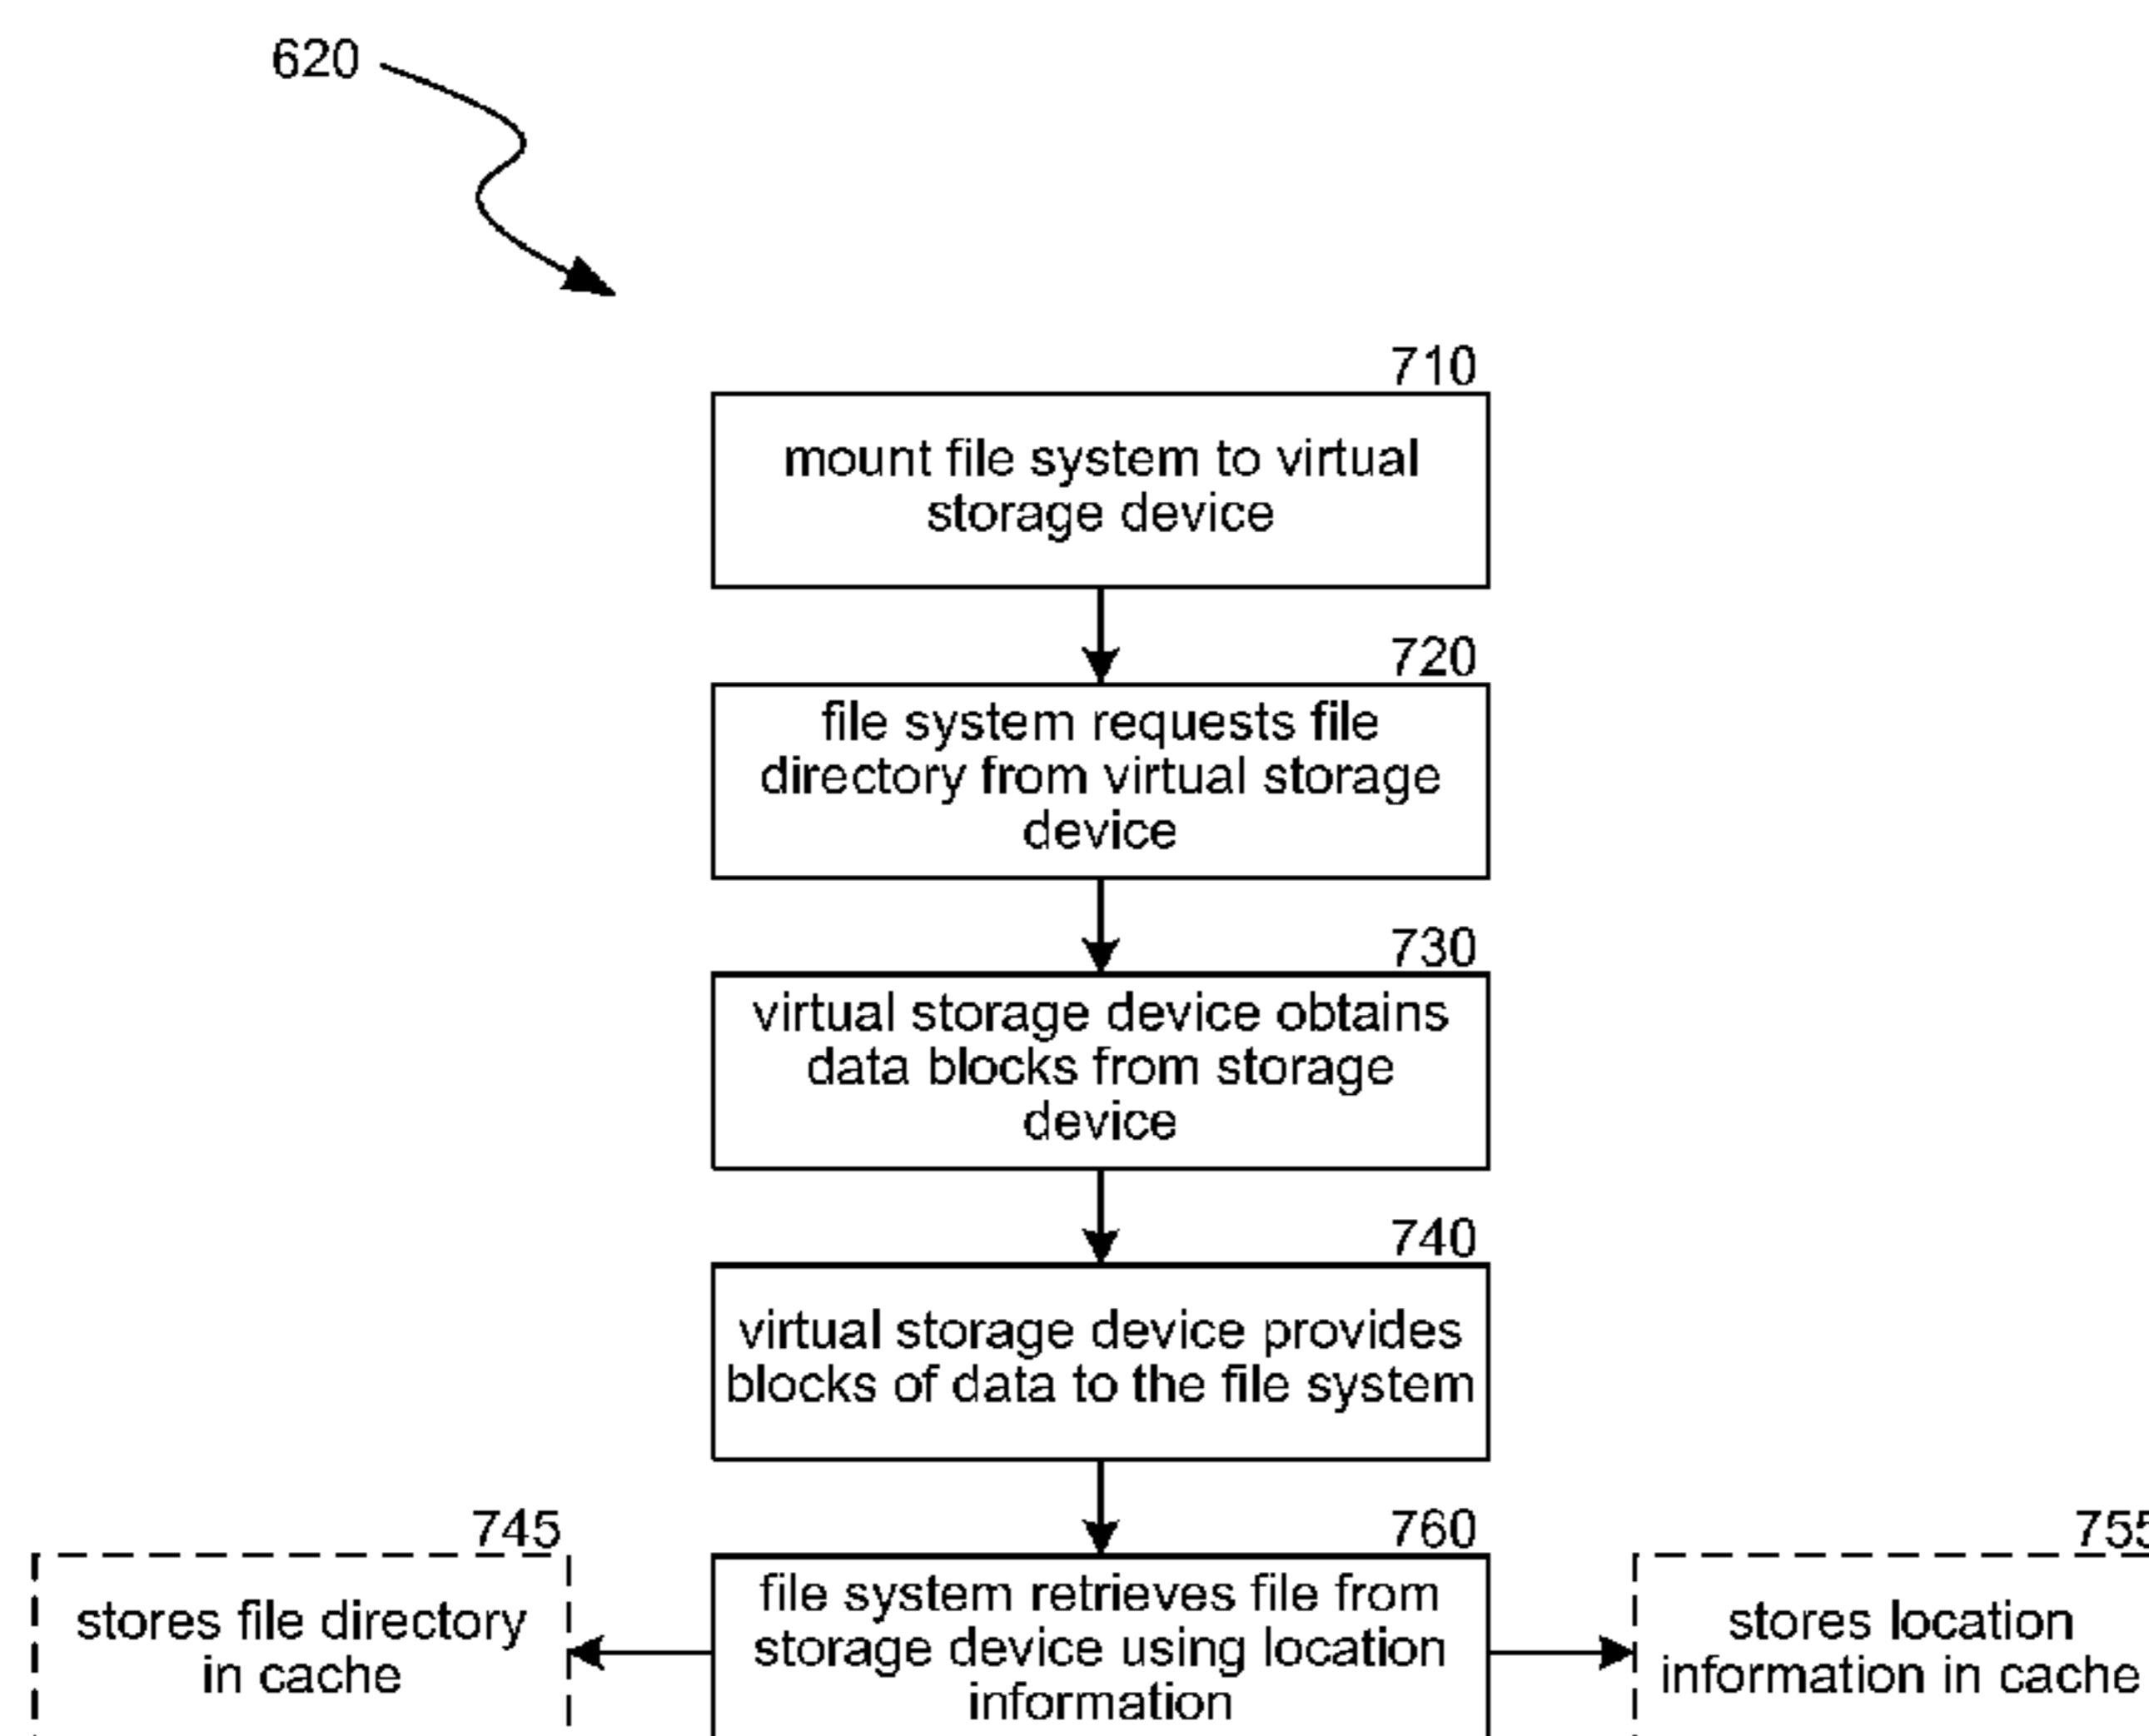 620
710
mount file system to virtual
storage device
720
file system requests file
directory from virtual storage
device
730
virtual storage device obtains
data blocks from storage
device
740
virtual storage device provides
blocks of data to the file system
745
stores file directory
in cache
760
file system retrieves file from
storage device using location
information
755
stores location
information in cache